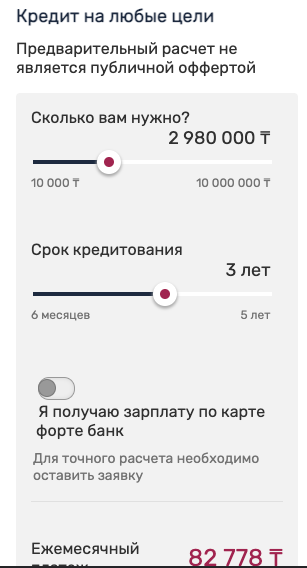 Кредит на любые цели
Предварительный расчет не
является публичной оффертой
Сколько вам нужно?
2 980 000 ₸
10 000 ₸ 10 000 000 ₸
Срок кредитования
3 лет
6 месяцев 5 лет
Я получаю зарплату по карте
форте банк
Для точного расчета необходимо
оставить заявку
Ежемесячный
платеж 82 778 ₸